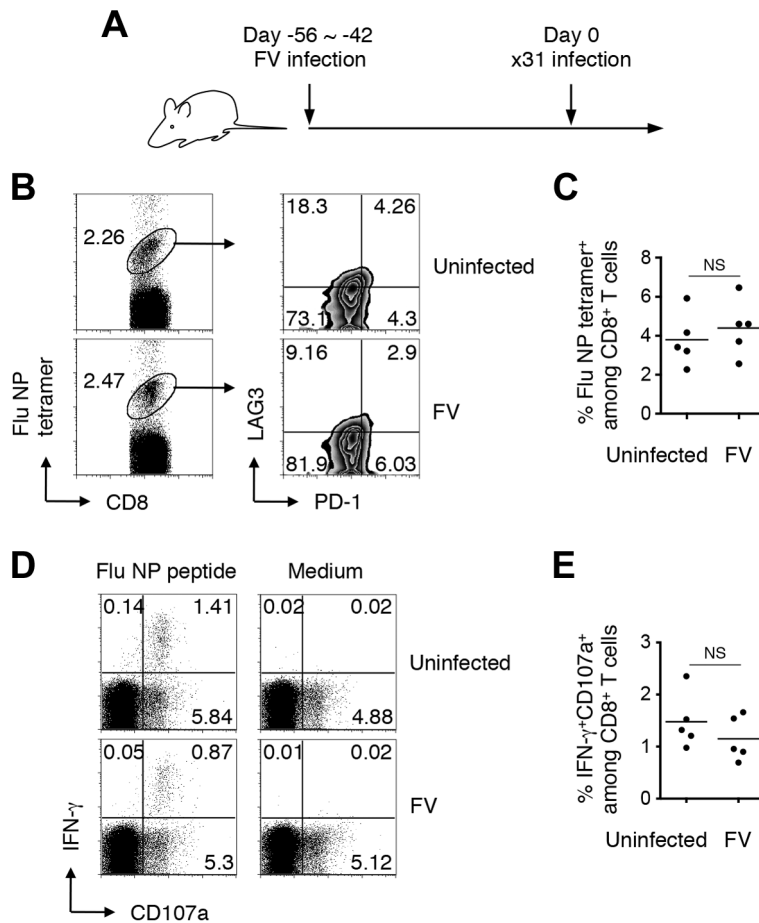 A
Day -56 ~ -42
FV infection
Day 0
x31 infection
B
2.26
18.3 4.26
73.1 4.3
Uninfected
2.47
9.16 2.9
81.9 6.03
FV
Flu NP
tetramer
CD8
LAG3
PD-1
C
% Flu NP tetramer⁺
among CD8⁺ T cells
8
6
4
2
0
NS
Uninfected FV
D
Flu NP peptide Medium
0.14 1.41 0.02 0.02
5.84 4.88
Uninfected
0.05 0.87 0.01 0.02
5.3 5.12
FV
IFN-γ
CD107a
E
% IFN-γ⁺CD107a⁺
among CD8⁺ T cells
3
2
1
0
NS
Uninfected FV